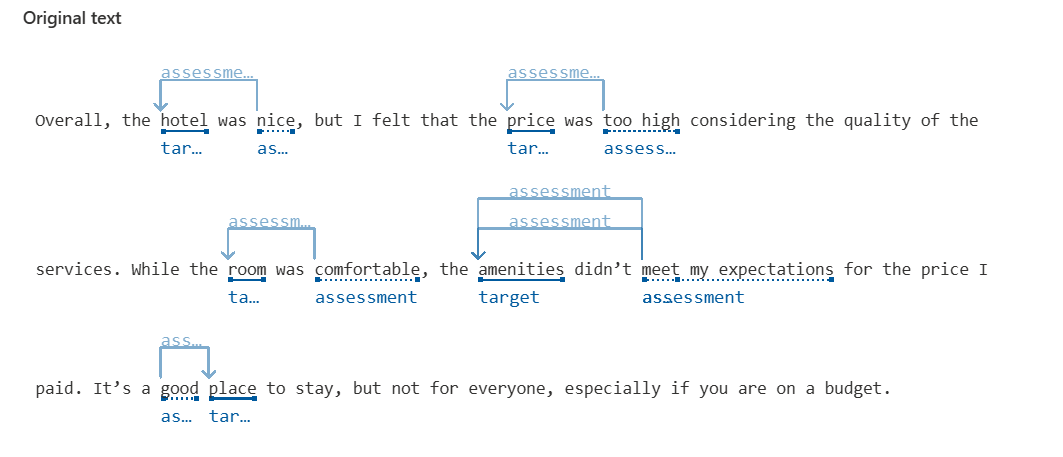 Original text
assessme... assessme...
Overall, the hotel was nice, but I felt that the price was too high considering the quality of the
tar... as... tar... assess...
assessment
assessm... assessment
services. While the room was comfortable, the amenities didn’t meet my expectations for the price I
ta... assessment target assessment
ass...
paid. It’s a good place to stay, but not for everyone, especially if you are on a budget.
as... tar...